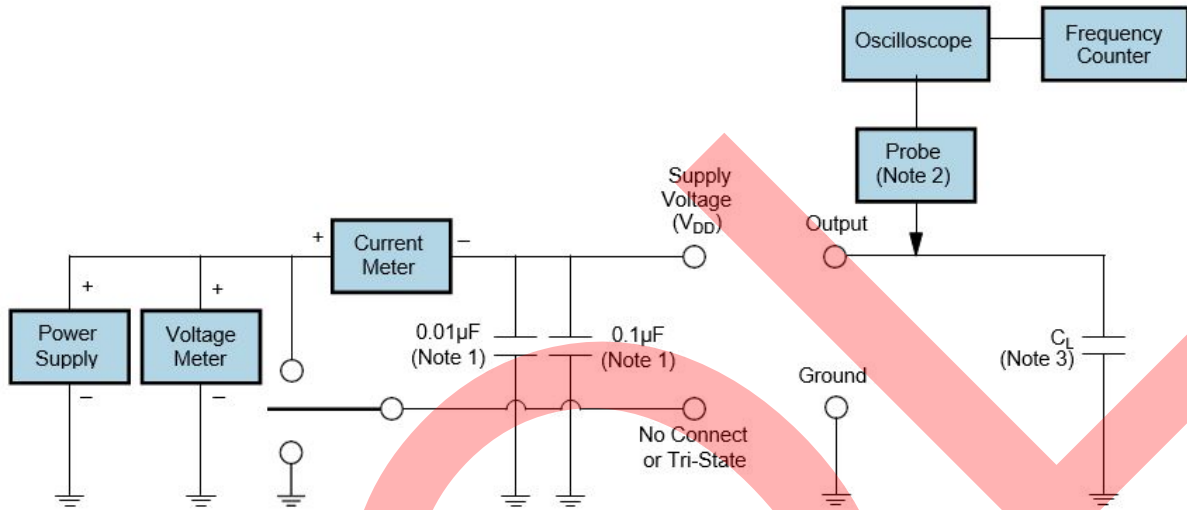 Oscilloscope
Frequency
Counter
Probe
(Note 2)
Supply
Voltage
(VDD)
Output
+
Current
Meter
–
+
Power
Supply
–
+
Voltage
Meter
–
0.01µF
(Note 1)
0.1µF
(Note 1)
CL
(Note 3)
Ground
No Connect
or Tri-State